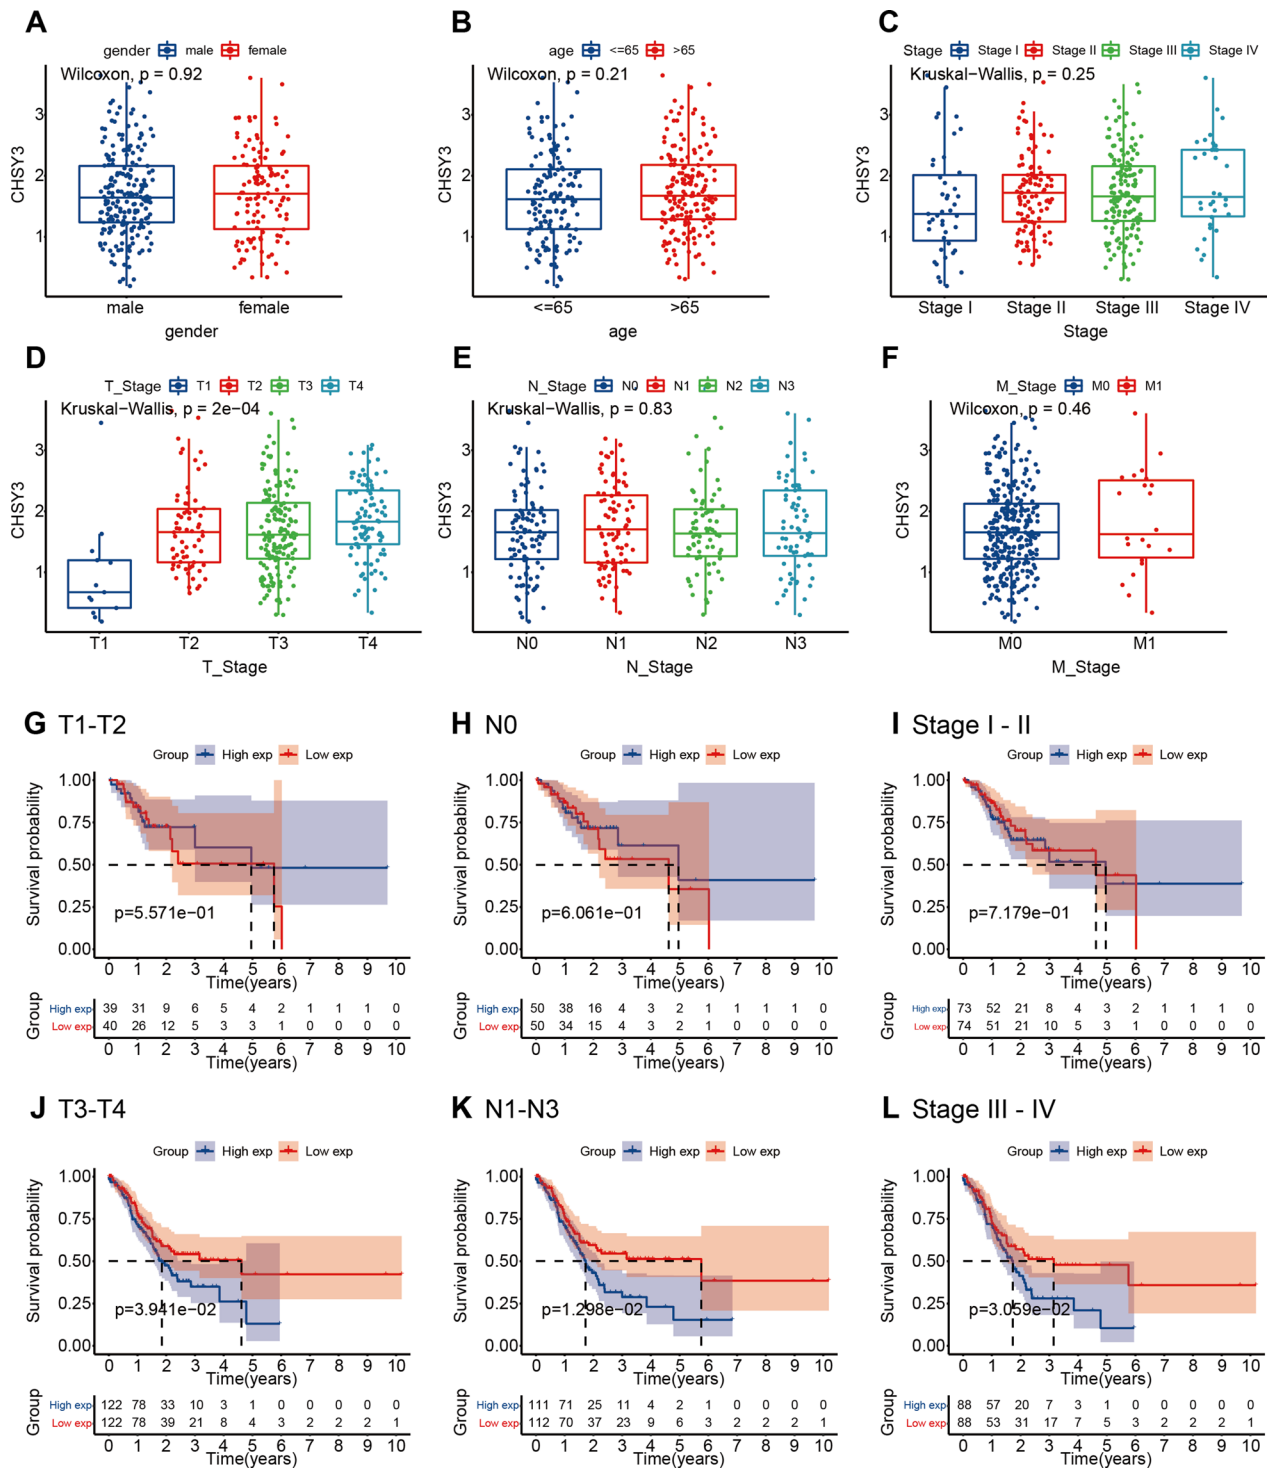 A
gender male female
Wilcoxon, p = 0.92
CHSY3
3
2
1
male female
gender
B
age <=65 >65
Wilcoxon, p = 0.21
CHSY3
3
2
1
<=65 >65
age
C
Stage Stage I Stage II Stage III Stage IV
Kruskal−Wallis, p = 0.25
CHSY3
3
2
1
Stage I Stage II Stage III Stage IV
Stage
D
T_Stage T1 T2 T3 T4
Kruskal−Wallis, p = 2e−04
CHSY3
3
2
1
T1 T2 T3 T4
T_Stage
E
N_Stage N0 N1 N2 N3
Kruskal−Wallis, p = 0.83
CHSY3
3
2
1
N0 N1 N2 N3
N_Stage
F
M_Stage M0 M1
Wilcoxon, p = 0.46
CHSY3
3
2
1
M0 M1
M_Stage
G T1-T2
Group High exp Low exp
Survival probability
1.00
0.75
0.50
0.25
0.00
p=5.571e−01
0 1 2 3 4 5 6 7 8 9 10
Time(years)
Group
High exp 39 31 9 6 5 4 2 1 1 1 0
Low exp 40 26 12 5 3 3 1 0 0 0 0
0 1 2 3 4 5 6 7 8 9 10
Time(years)
H N0
Group High exp Low exp
Survival probability
1.00
0.75
0.50
0.25
0.00
p=6.061e−01
0 1 2 3 4 5 6 7 8 9 10
Time(years)
Group
High exp 50 38 16 4 3 2 1 1 1 1 0
Low exp 50 34 15 4 3 2 1 0 0 0 0
0 1 2 3 4 5 6 7 8 9 10
Time(years)
I Stage I - II
Group High exp Low exp
Survival probability
1.00
0.75
0.50
0.25
0.00
p=7.179e−01
0 1 2 3 4 5 6 7 8 9 10
Time(years)
Group
High exp 73 52 21 8 4 3 2 1 1 1 0
Low exp 74 51 21 10 5 3 1 0 0 0 0
0 1 2 3 4 5 6 7 8 9 10
Time(years)
J T3-T4
Group High exp Low exp
Survival probability
1.00
0.75
0.50
0.25
0.00
p=3.941e−02
0 1 2 3 4 5 6 7 8 9 10
Time(years)
Group
High exp 122 78 33 10 3 1 0 0 0 0 0
Low exp 122 78 39 21 8 4 3 2 2 2 1
0 1 2 3 4 5 6 7 8 9 10
Time(years)
K N1-N3
Group High exp Low exp
Survival probability
1.00
0.75
0.50
0.25
0.00
p=1.298e−02
0 1 2 3 4 5 6 7 8 9 10
Time(years)
Group
High exp 111 71 25 11 4 2 1 0 0 0 0
Low exp 112 70 37 23 9 6 3 2 2 2 1
0 1 2 3 4 5 6 7 8 9 10
Time(years)
L Stage III - IV
Group High exp Low exp
Survival probability
1.00
0.75
0.50
0.25
0.00
p=3.059e−02
0 1 2 3 4 5 6 7 8 9 10
Time(years)
Group
High exp 88 57 20 7 3 1 0 0 0 0 0
Low exp 88 53 31 17 7 5 3 2 2 2 1
0 1 2 3 4 5 6 7 8 9 10
Time(years)